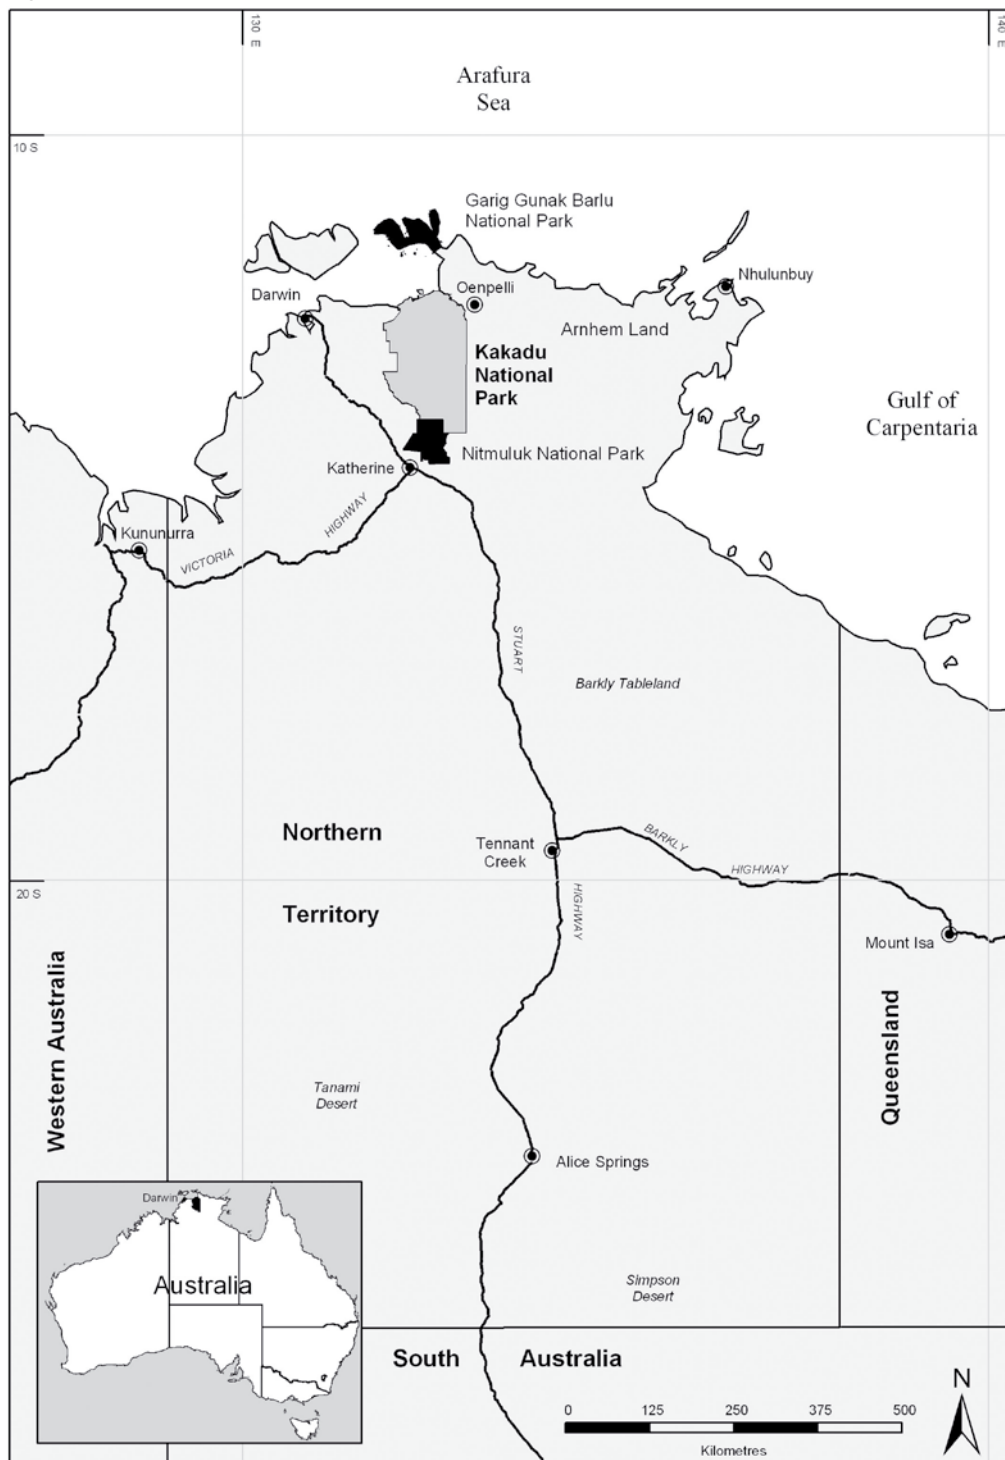 130 E
140 E
Arafura
Sea
10 S
Garig Gunak Barlu
National Park
Oenpelli
Nhulunbuy
Darwin
Arnhem Land
Kakadu
National
Park
Gulf of
Carpentaria
Nitmuluk National Park
Katherine
Kununurra
VICTORIA
HIGHWAY
STUART
Barkly Tableland
Northern
Tennant
Creek
BARKLY
HIGHWAY
20 S
HIGHWAY
Territory
Mount Isa
Western Australia
Queensland
Tanami
Desert
Alice Springs
Darwin
Australia
Simpson
Desert
South Australia
N
0 125 250 375 500
Kilometres